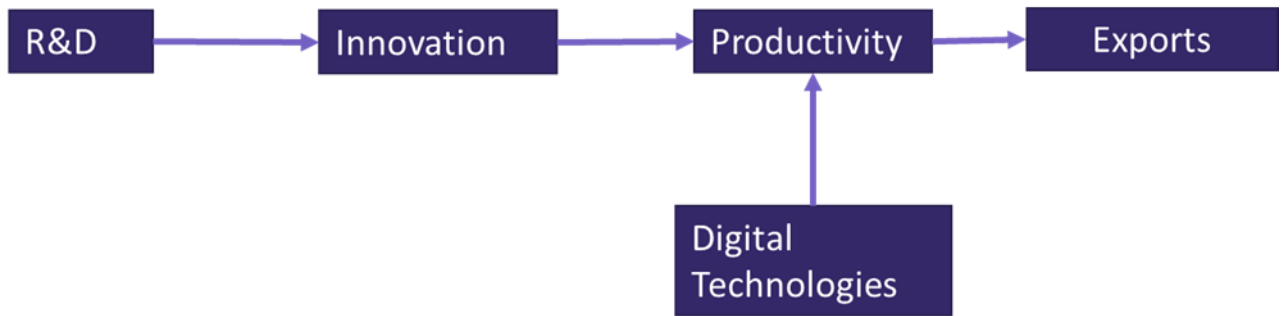 R&D
Innovation
Productivity
Exports
Digital
Technologies